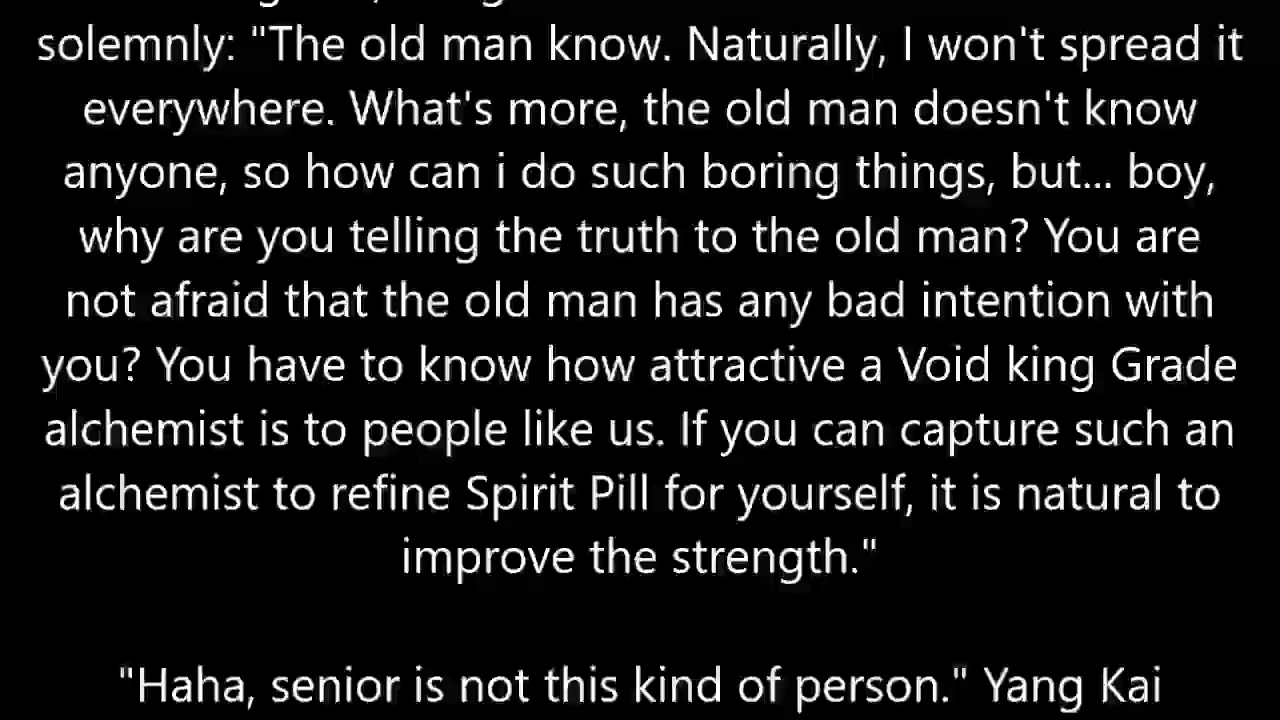 solemnly: "The old man know. Naturally, I won't spread it
everywhere. What's more, the old man doesn't know
anyone, so how can i do such boring things, but... boy,
why are you telling the truth to the old man? You are
not afraid that the old man has any bad intention with
you? You have to know how attractive a Void king Grade
alchemist is to people like us. If you can capture such an
alchemist to refine Spirit Pill for yourself, it is natural to
improve the strength."
"Haha, senior is not this kind of person." Yang Kai